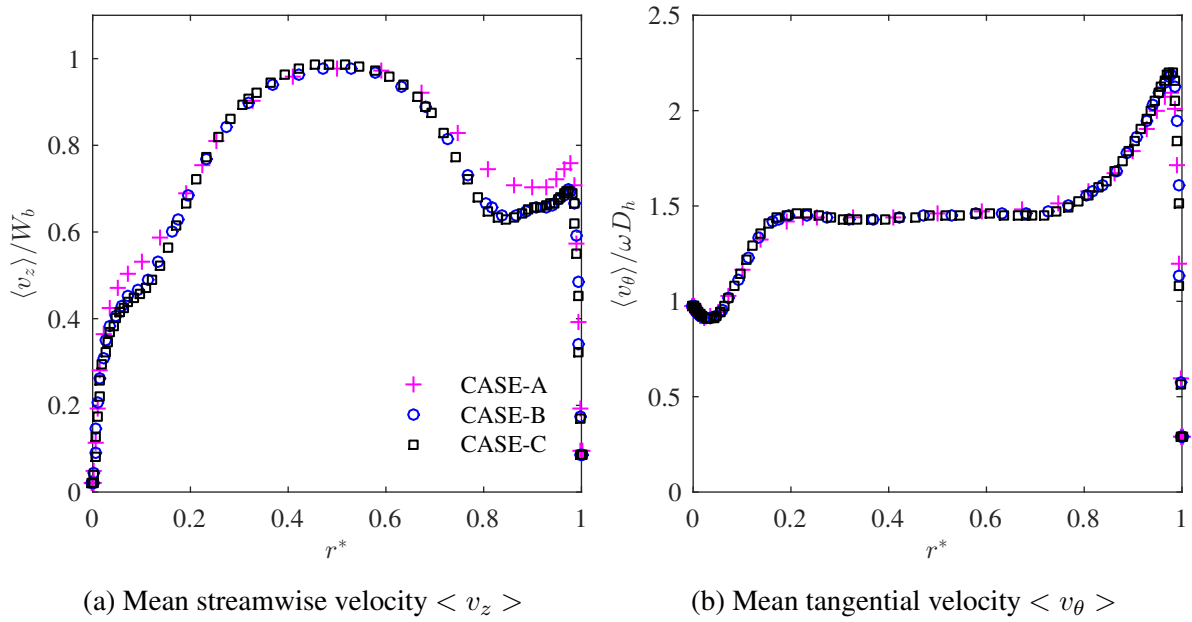 1
0.8
0.6
0.4
0.2
0
⟨v_z⟩/W_b
CASE-A
CASE-B
CASE-C
0 0.2 0.4 0.6 0.8 1
r*
(a) Mean streamwise velocity < v_z >
2.5
2
1.5
1
0.5
0
⟨v_θ⟩/ωD_h
0 0.2 0.4 0.6 0.8 1
r*
(b) Mean tangential velocity < v_θ >